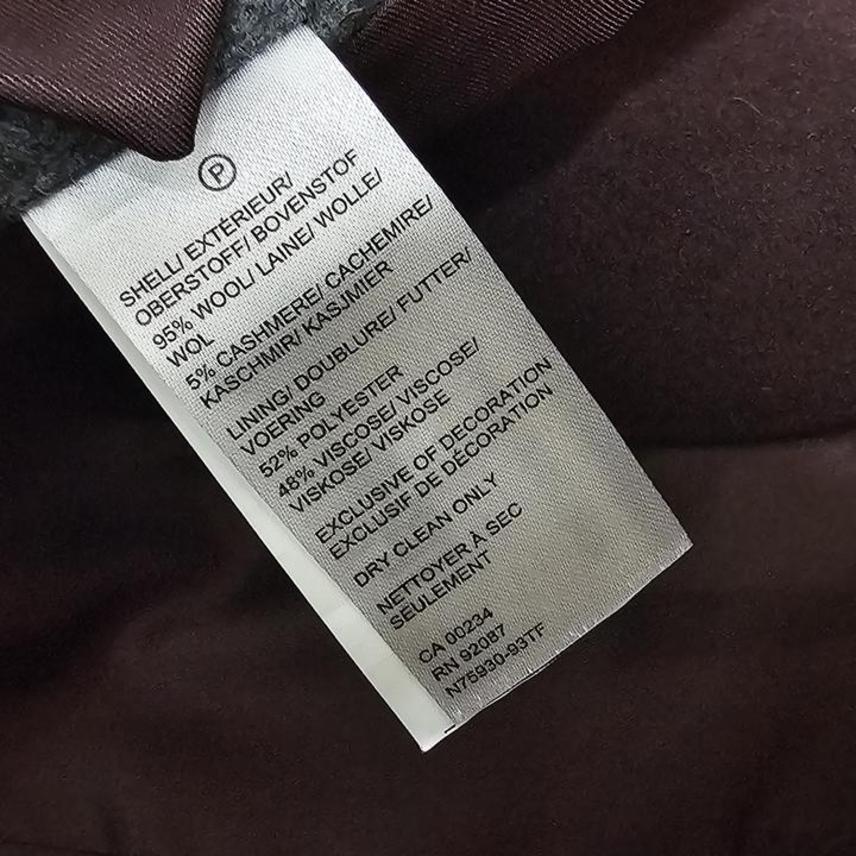 P
SHELL/ EXTÉRIEUR/
OBERSTOFF/ BOVENSTOF
95% WOOL/ LAINE/ WOLLE/
WOL
5% CASHMERE/ CACHEMIRE/
KASCHMIR/ KASJMIER
LINING/ DOUBLURE/ FUTTER/
VOERING
52% POLYESTER
48% VISCOSE/ VISCOSE/
VISKOSE/ VISKOSE
EXCLUSIVE OF DECORATION
EXCLUSIF DE DÉCORATION
DRY CLEAN ONLY
NETTOYER À SEC
SEULEMENT
CA 00234
RN 92087
N75930-93TF